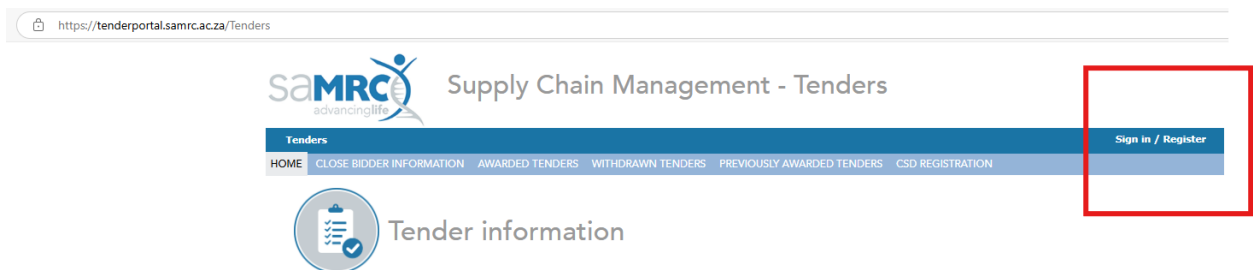 https://tenderportal.samrc.ac.za/Tenders
saMRC
advancinglife
Supply Chain Management - Tenders
Tenders
Sign in / Register
HOME CLOSE BIDDER INFORMATION AWARDED TENDERS WITHDRAWN TENDERS PREVIOUSLY AWARDED TENDERS CSD REGISTRATION
Tender information